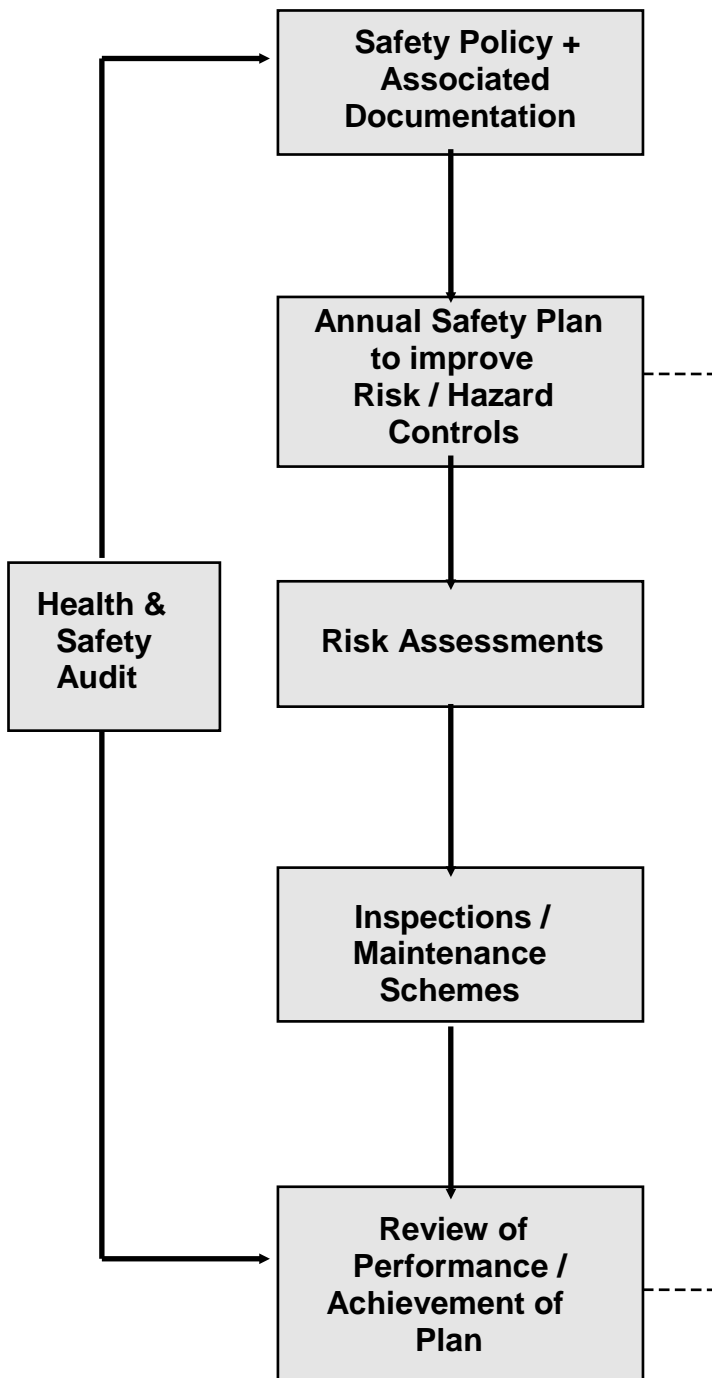 Safety Policy +
Associated
Documentation
Annual Safety Plan
to improve
Risk / Hazard
Controls
Health &
Safety
Audit
Risk Assessments
Inspections /
Maintenance
Schemes
Review of
Performance /
Achievement of
Plan